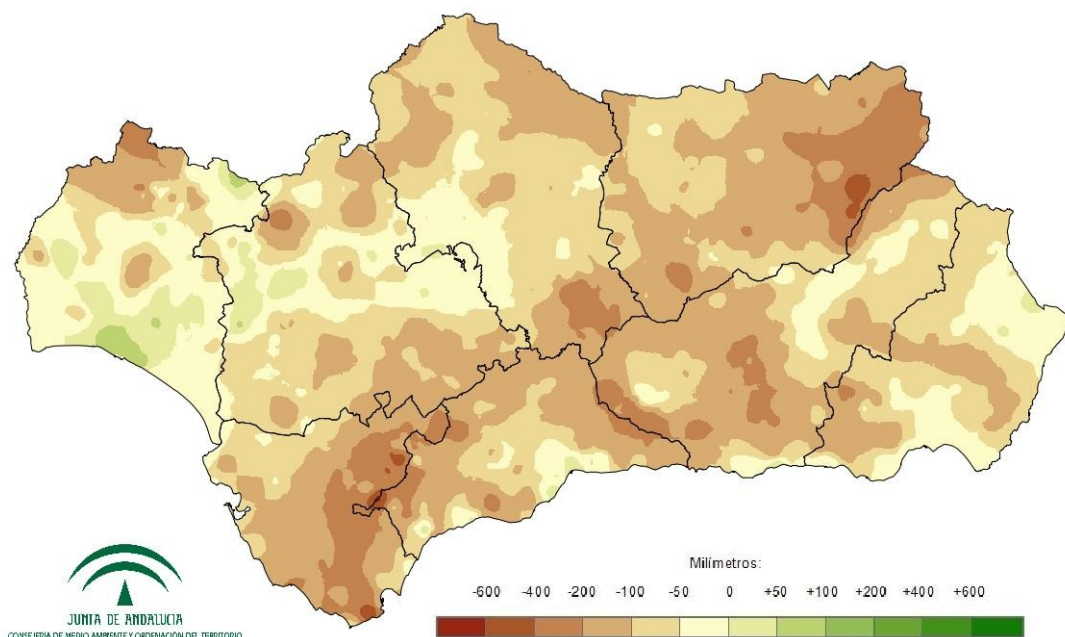 Milímetros:
-600 -400 -200 -100 -50 0 +50 +100 +200 +400 +600
JUNTA DE ANDALUCIA
CONSEJERIA DE MEDIO AMBIENTE Y ORDENACIÓN DEL TERRITORIO